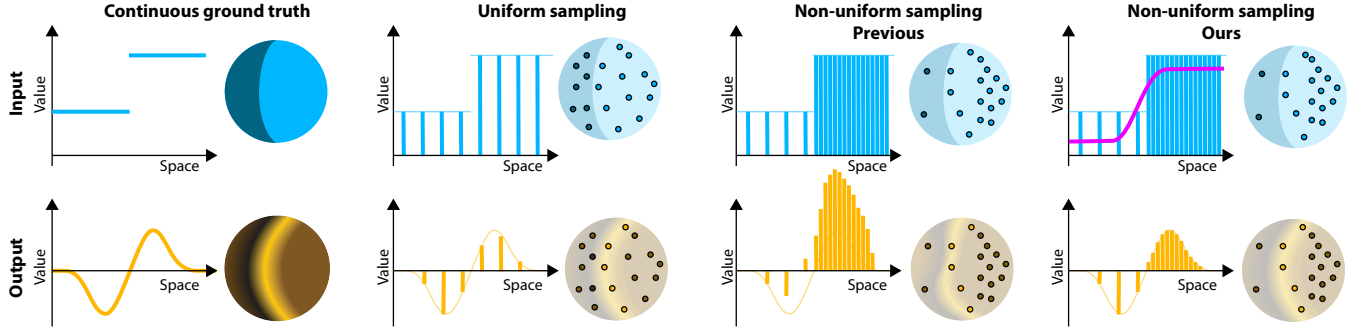 Continuous ground truth
Uniform sampling
Non-uniform sampling
Previous
Non-uniform sampling
Ours
Input
Value
Space
Value
Space
Value
Space
Value
Space
Output
Value
Space
Value
Space
Value
Space
Value
Space